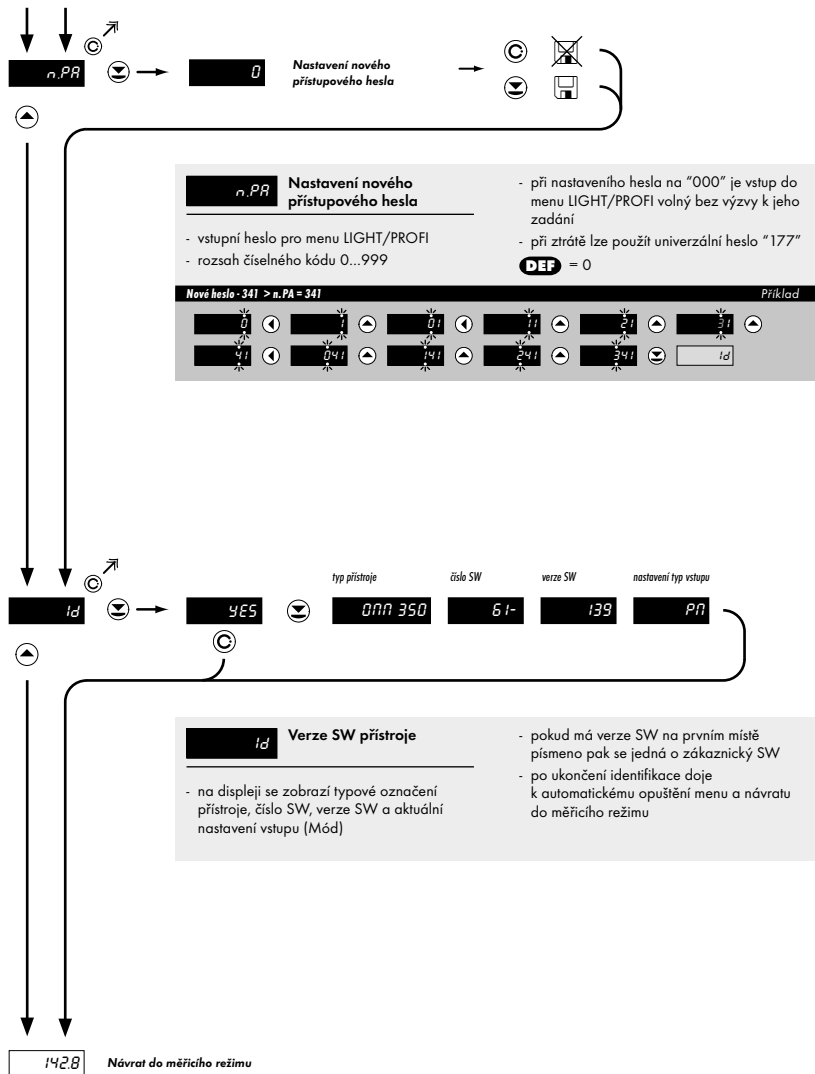 n.PA
0
Nastavení nového
přístupového hesla
n.PA
Nastavení nového
přístupového hesla
- vstupní heslo pro menu LIGHT/PROFI
- rozsah číselného kódu 0...999
- při nastaveního hesla na "000" je vstup do
menu LIGHT/PROFI volný bez výzvy k jeho
zadání
- při ztrátě lze použít univerzální heslo "177"
DEF = 0
Nové heslo - 341 > n.PA = 341 Příklad
0 1 01 11 21 31
41 041 141 241 341 Id
typ přístroje číslo SW verze SW nastavení typ vstupu
Id YES OMM 350 61- 139 PM
Id
Verze SW přístroje
- na displeji se zobrazí typové označení
přístroje, číslo SW, verze SW a aktuální
nastavení vstupu (Mód)
- pokud má verze SW na prvním místě
písmeno pak se jedná o zákaznický SW
- po ukončení identifikace doje
k automatickému opuštění menu a návratu
do měřicího režimu
142.8 Návrat do měřicího režimu